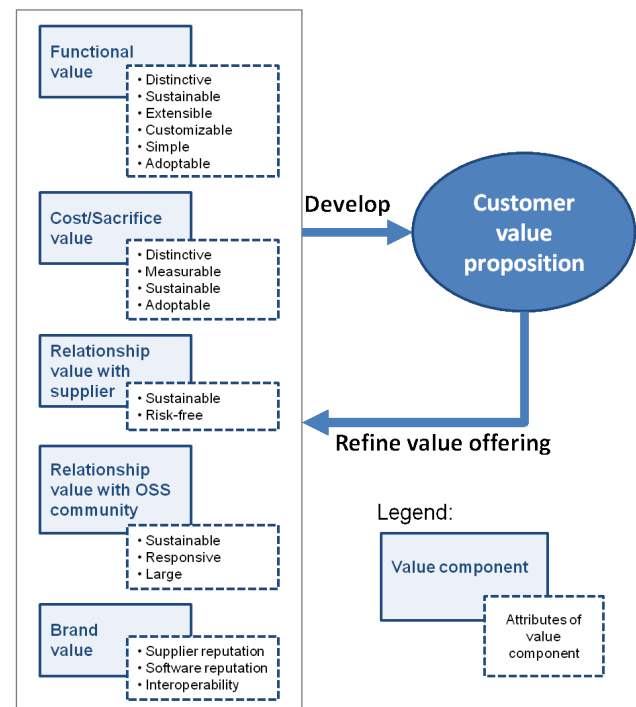 Functional
value
• Distinctive
• Sustainable
• Extensible
• Customizable
• Simple
• Adoptable
Cost/Sacrifice
value
• Distinctive
• Measurable
• Sustainable
• Adoptable
Relationship
value with
supplier
• Sustainable
• Risk-free
Relationship
value with OSS
community
• Sustainable
• Responsive
• Large
Brand
value
• Supplier reputation
• Software reputation
• Interoperability
Develop
Customer
value
proposition
Refine value offering
Legend:
Value component
Attributes of
value
component